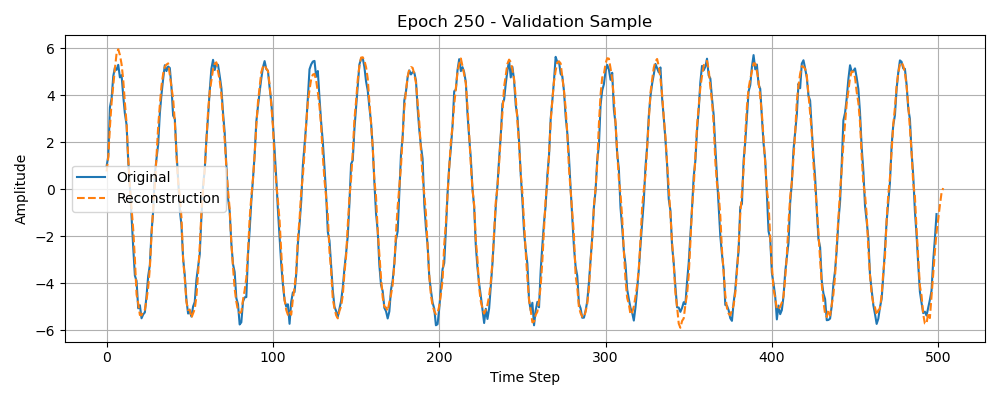 Epoch 250 - Validation Sample
6
4
2
0
−2
−4
−6
Amplitude
Original
Reconstruction
0
100
200
300
400
500
Time Step